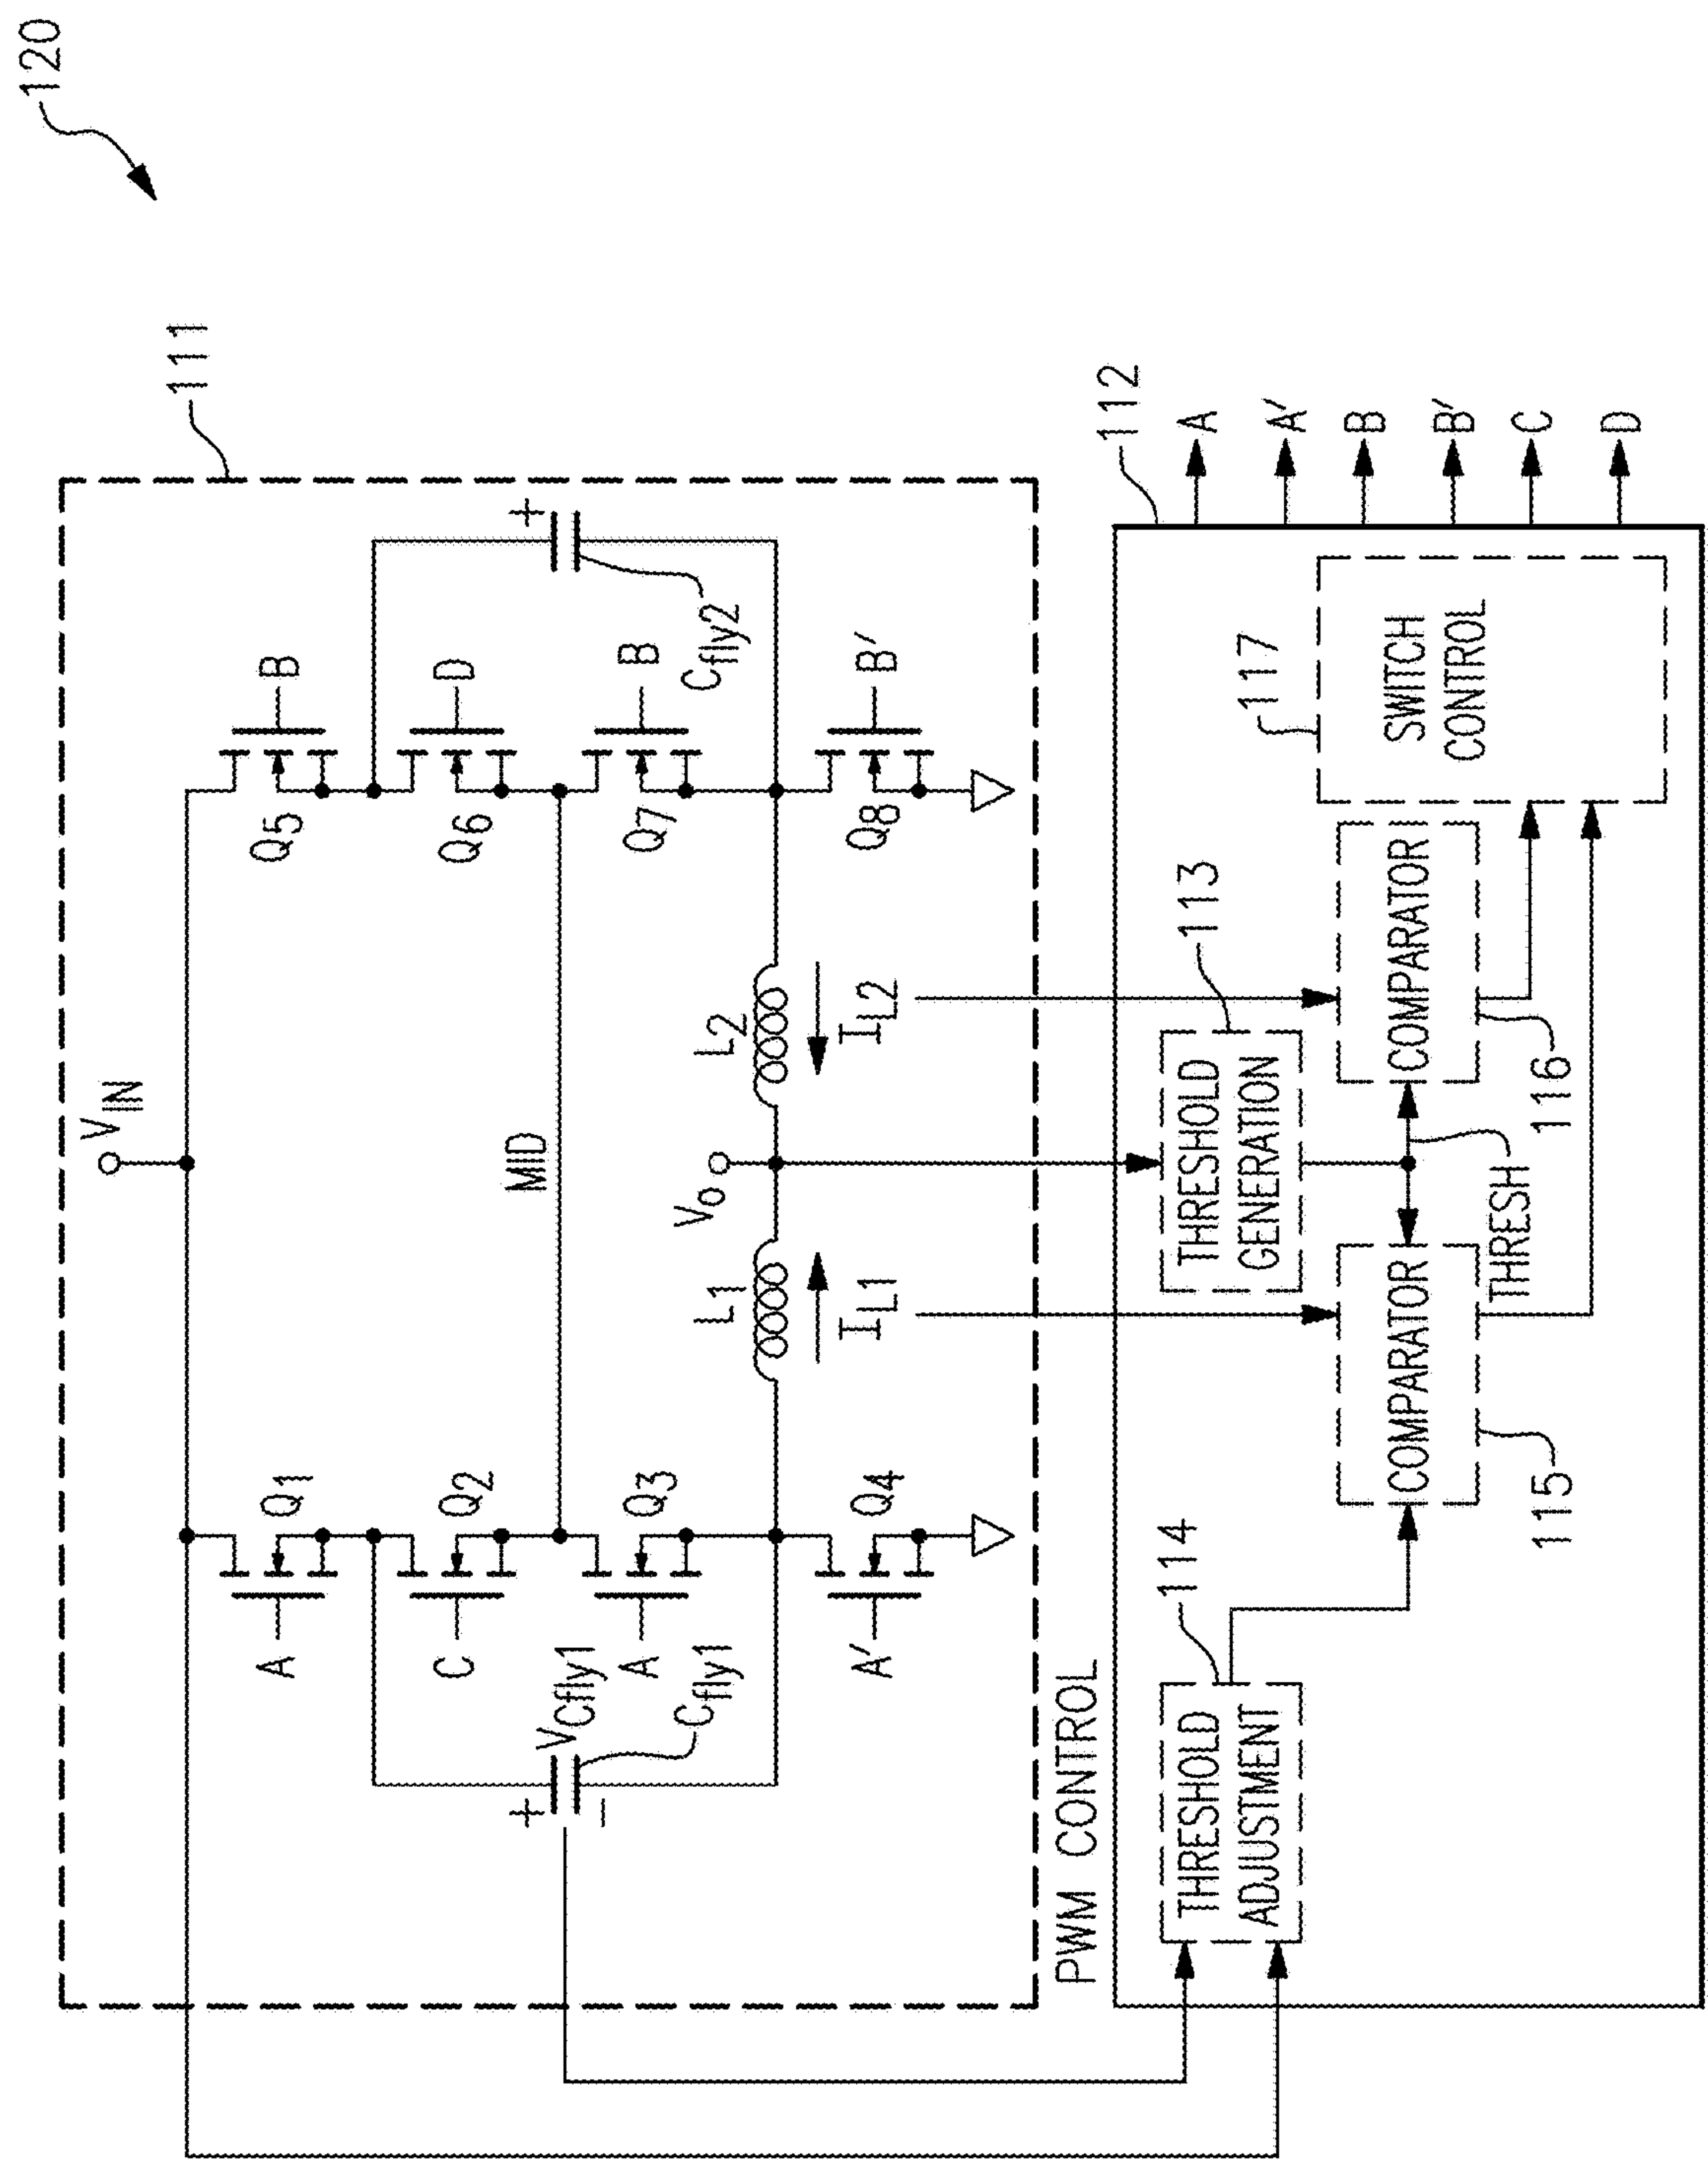 120
111
V_IN
A
Q1
Q5
B
C
Q2
Q6
D
MID
VCfly1
A
Q3
Q7
B
Cfly1
Cfly2
L1
Vo
L2
A'
Q4
IL1
IL2
Q8
B'
PWM CONTROL
112
114
113
THRESHOLD
ADJUSTMENT
THRESHOLD
GENERATION
117
COMPARATOR
COMPARATOR
SWITCH
CONTROL
115
THRESH
116
A
A'
B
B'
C
D
+
−
+